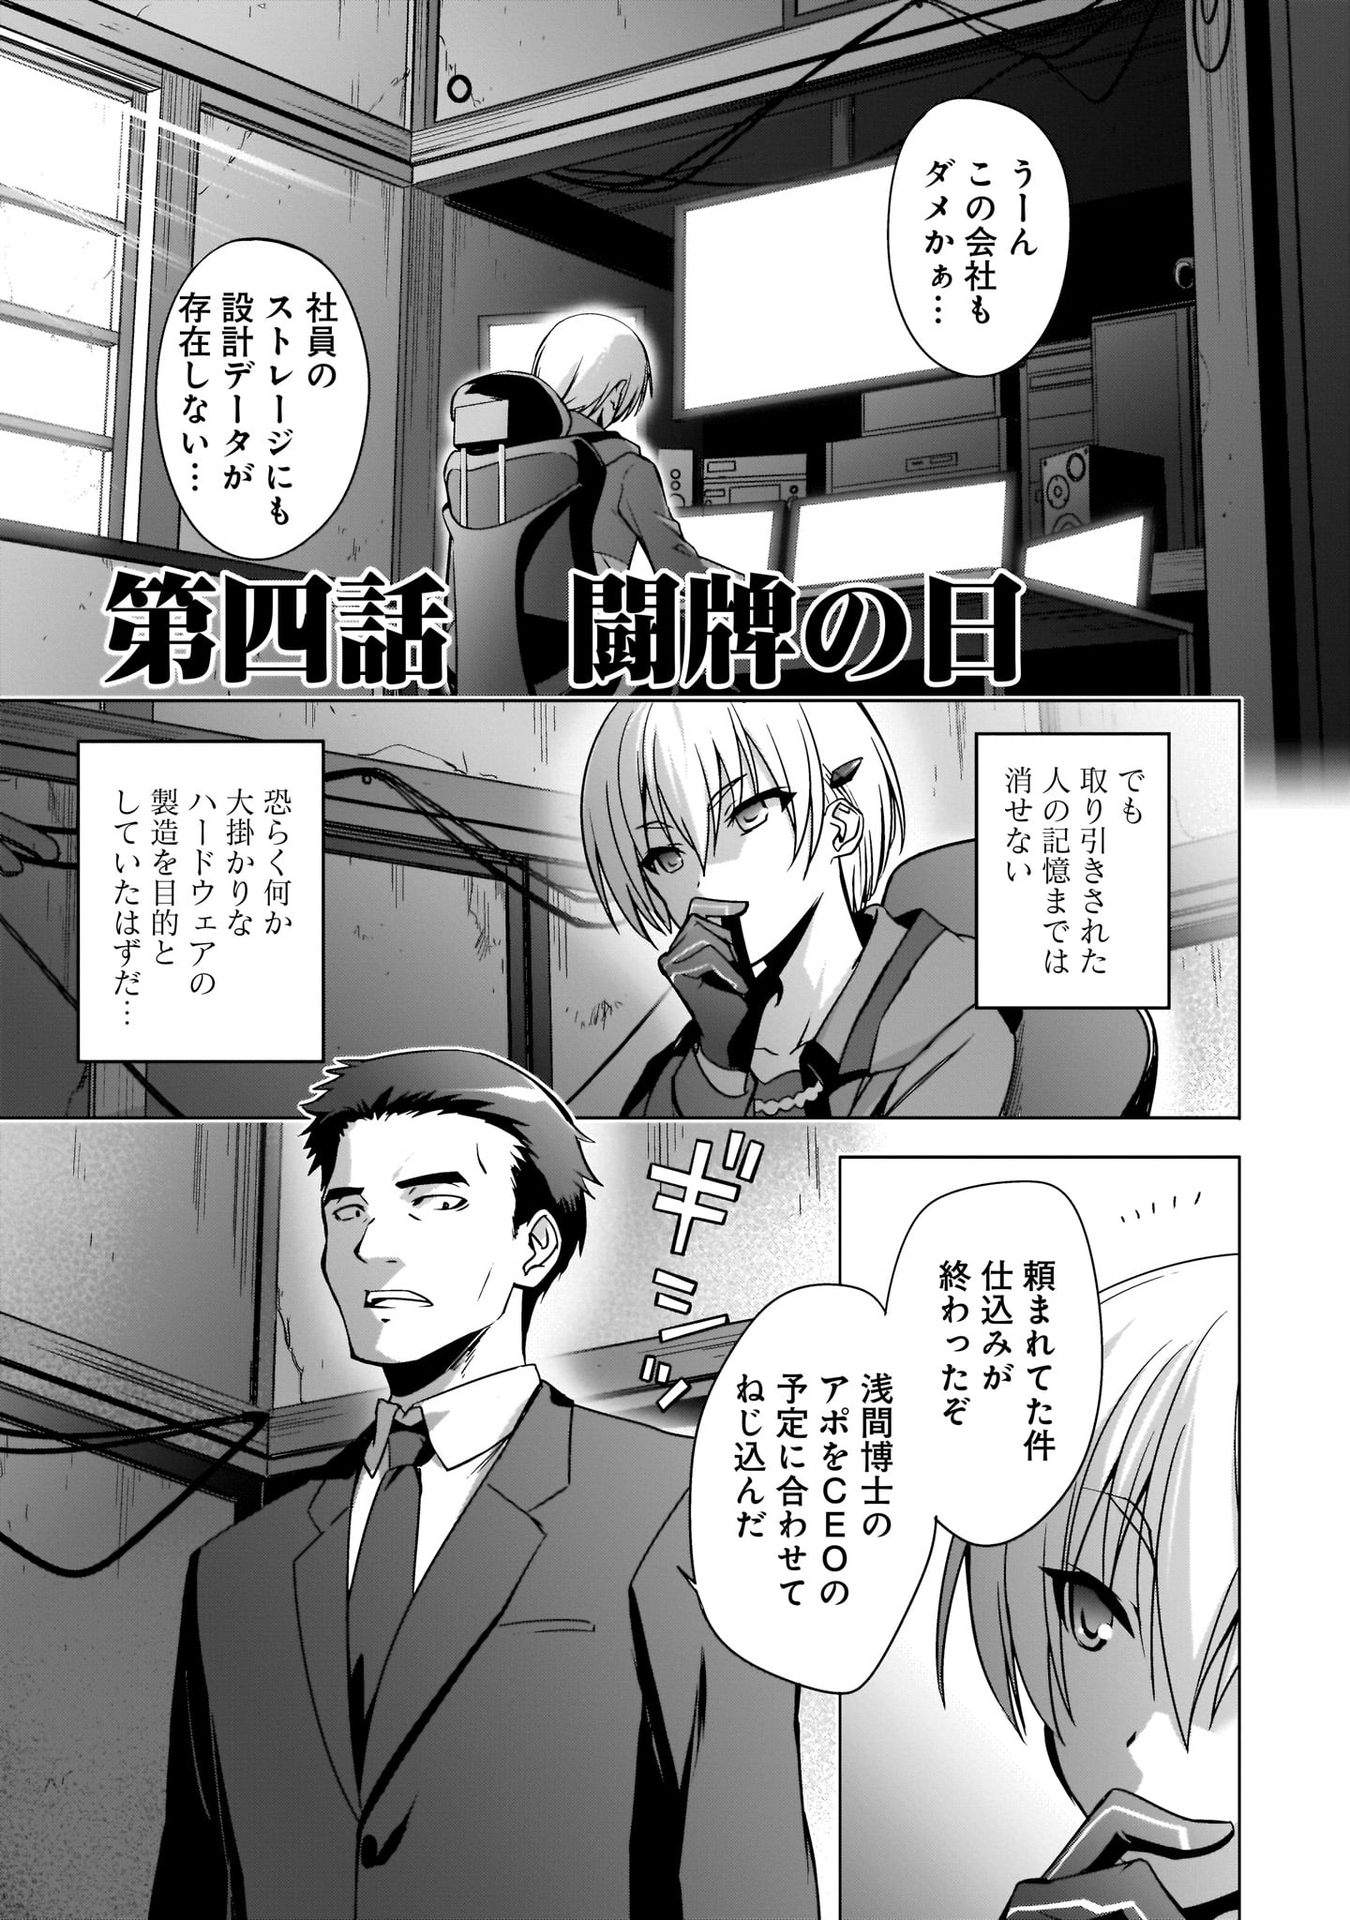 うーん
この会社も
ダメかぁ…
社員の
ストレージにも
設計データが
存在しない…
第四話　闘牌の日
でも
取り引きされた
人の記憶までは
消せない
恐らく何か
大掛かりな
ハードウェアの
製造を目的と
していたはずだ…
頼まれてた件
仕込みが
終わったぞ
浅間博士の
アポをCEOの
予定に合わせて
ねじ込んだ
ギシッ